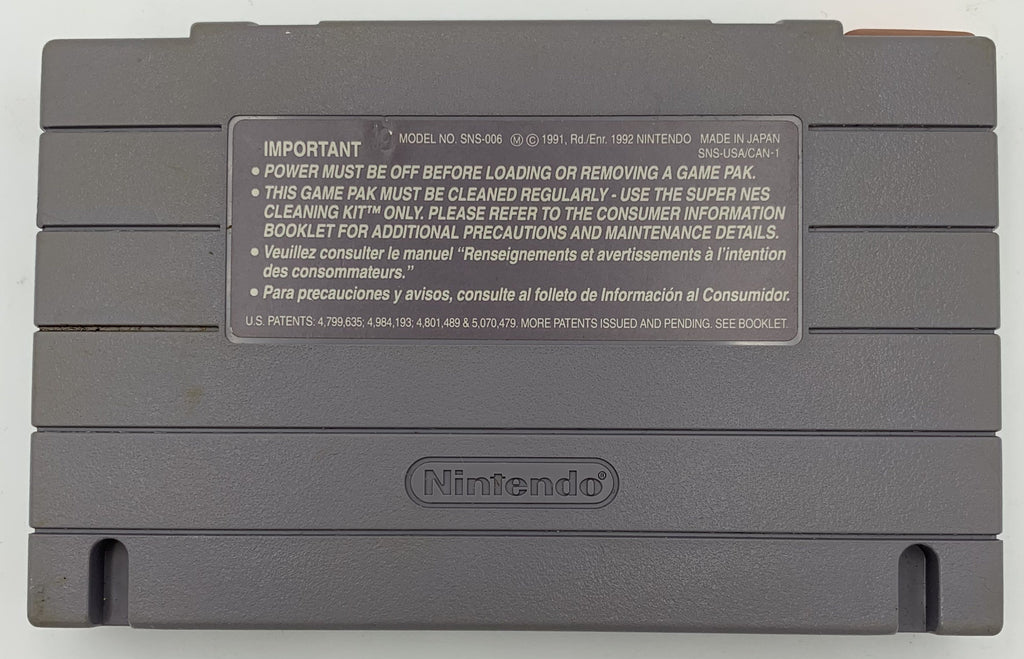 IMPORTANT MODEL NO. SNS-006 Ⓜ © 1991, Rd./Enr. 1992 NINTENDO MADE IN JAPAN
SNS-USA/CAN-1
• POWER MUST BE OFF BEFORE LOADING OR REMOVING A GAME PAK.
• THIS GAME PAK MUST BE CLEANED REGULARLY - USE THE SUPER NES
CLEANING KIT™ ONLY. PLEASE REFER TO THE CONSUMER INFORMATION
BOOKLET FOR ADDITIONAL PRECAUTIONS AND MAINTENANCE DETAILS.
• Veuillez consulter le manuel “Renseignements et avertissements à l’intention
des consommateurs.”
• Para precauciones y avisos, consulte al folleto de Información al Consumidor.
U.S. PATENTS: 4,799,635; 4,984,193; 4,801,489 & 5,070,479. MORE PATENTS ISSUED AND PENDING. SEE BOOKLET.
Nintendo®